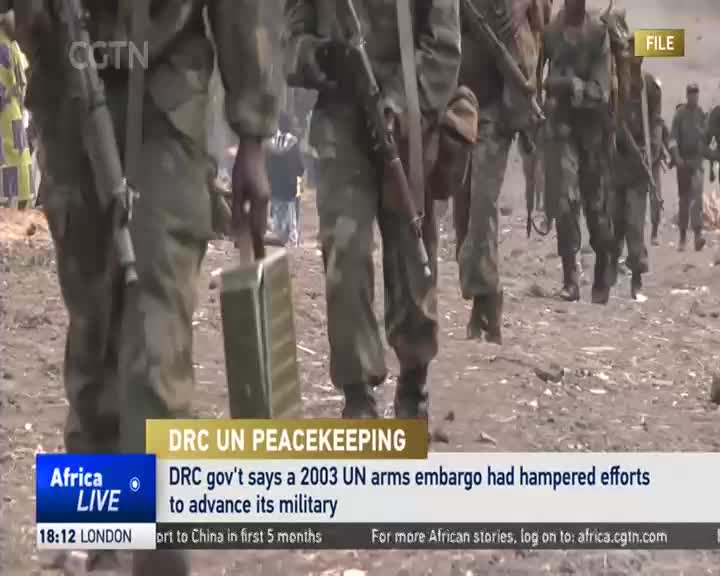 CGTN
FILE
DRC UN PEACEKEEPING
Africa
LIVE
DRC gov't says a 2003 UN arms embargo had hampered efforts
to advance its military
18:12 LONDON
ort to China in first 5 months
For more African stories, log on to: africa.cgtn.com